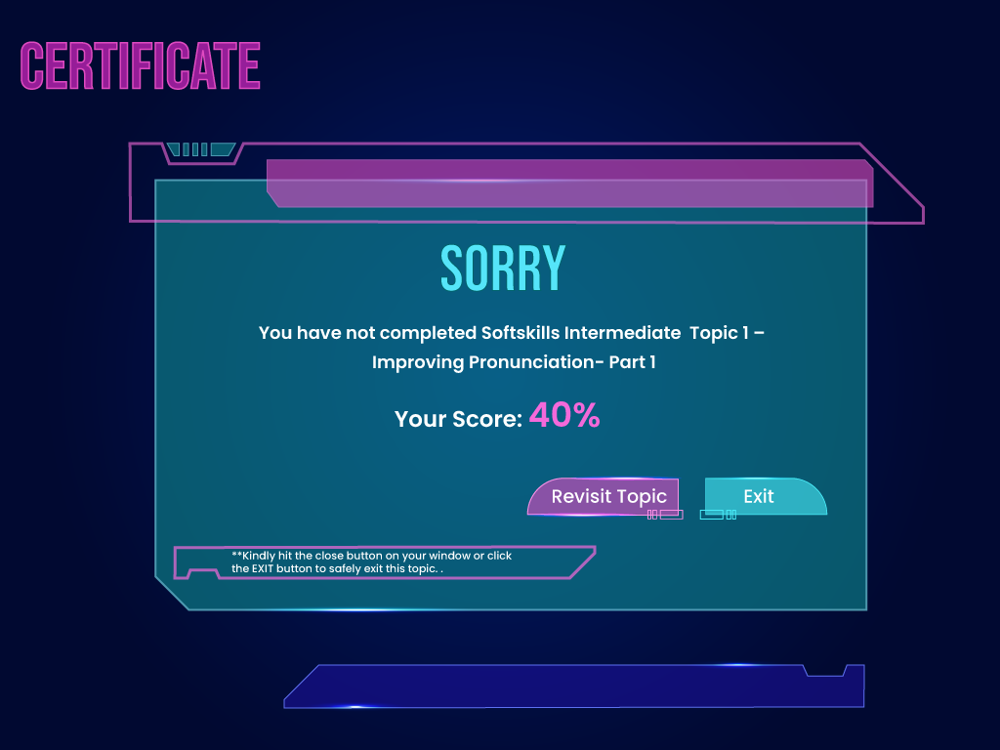 CERTIFICATE
SORRY
You have not completed Softskills Intermediate  Topic 1 –
Improving Pronunciation- Part 1
Your Score: 40%
Revisit Topic
Exit
**Kindly hit the close button on your window or click
the EXIT button to safely exit this topic. .